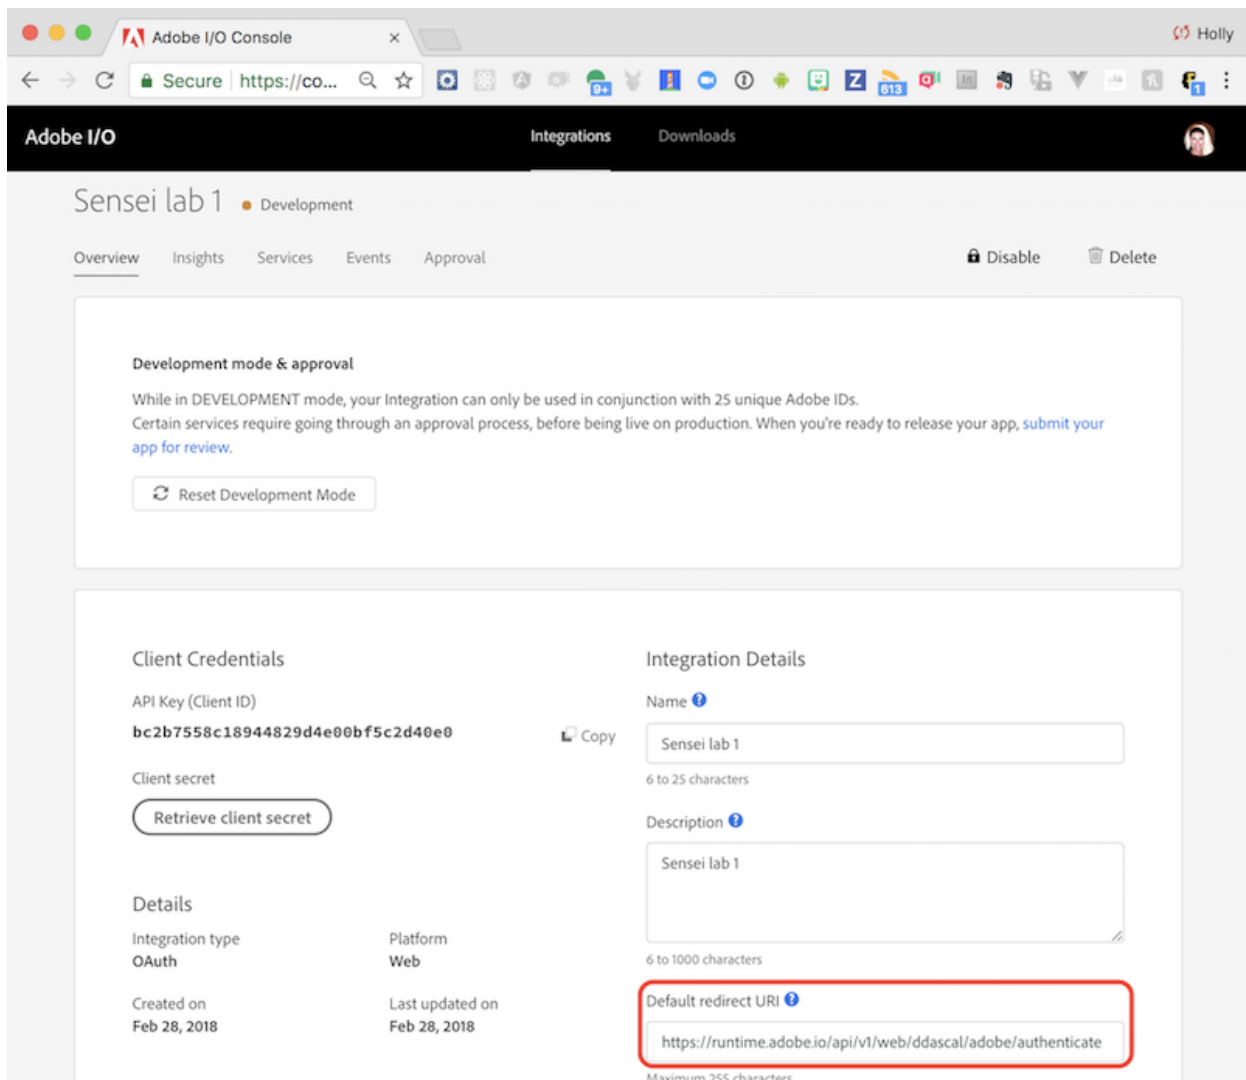 Adobe I/O Console
Holly
Secure https://co...
9+
613
1
Adobe I/O
Integrations
Downloads
Sensei lab 1
Development
Overview
Insights
Services
Events
Approval
Disable
Delete
Development mode & approval
While in DEVELOPMENT mode, your Integration can only be used in conjunction with 25 unique Adobe IDs.
Certain services require going through an approval process, before being live on production. When you're ready to release your app, submit your
app for review.
Reset Development Mode
Client Credentials
API Key (Client ID)
bc2b7558c18944829d4e00bf5c2d40e0
Copy
Client secret
Retrieve client secret
Details
Integration type
Platform
OAuth
Web
Created on
Last updated on
Feb 28, 2018
Feb 28, 2018
Integration Details
Name
Sensei lab 1
6 to 25 characters
Description
Sensei lab 1
6 to 1000 characters
Default redirect URI
https://runtime.adobe.io/api/v1/web/ddascal/adobe/authenticate
Maximum 255 characters